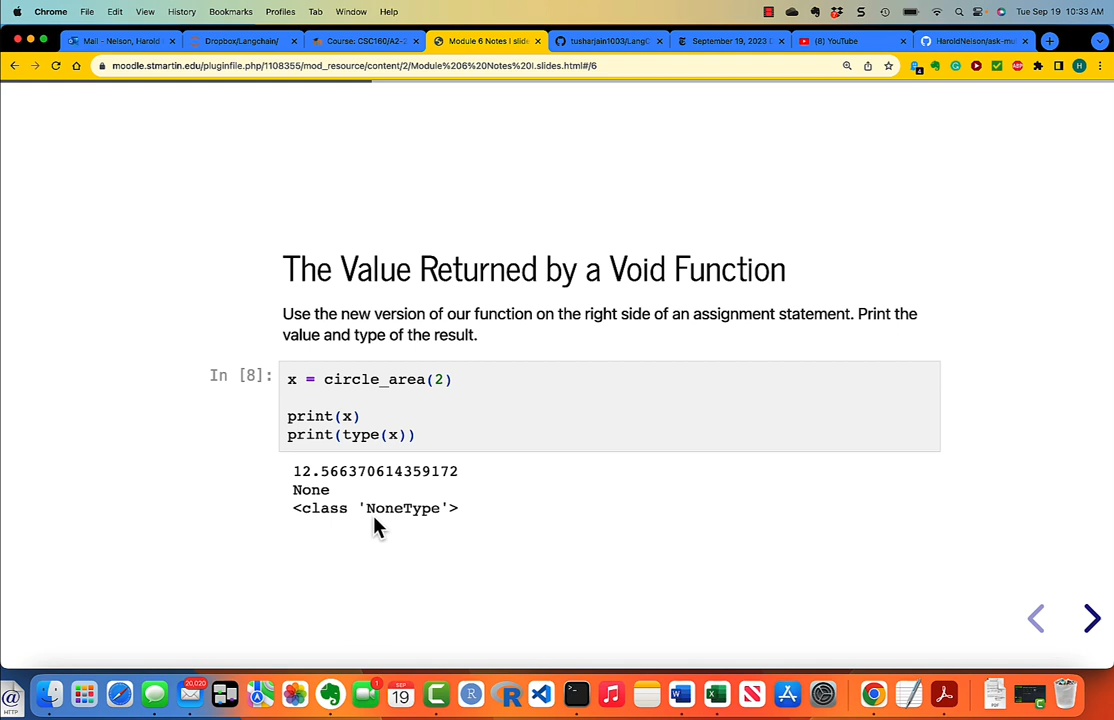 Chrome File Edit View History Bookmarks Profiles Tab Window Help Tue Sep 19 10:33 AM
Mail - Nelson, Harold Dropbox/Langchain/ Course: CSC160/A2-2 Module 6 Notes I slide tusharjain1003/LangC September 19, 2023 (8) YouTube HaroldNelson/ask-mu
moodle.stmartin.edu/pluginfile.php/1108355/mod_resource/content/2/Module%206%20Notes%20I.slides.html#/6
The Value Returned by a Void Function
Use the new version of our function on the right side of an assignment statement. Print the
value and type of the result.
In [8]:
x = circle_area(2)
print(x)
print(type(x))
12.566370614359172
None
<class 'NoneType'>
20,020
1
19